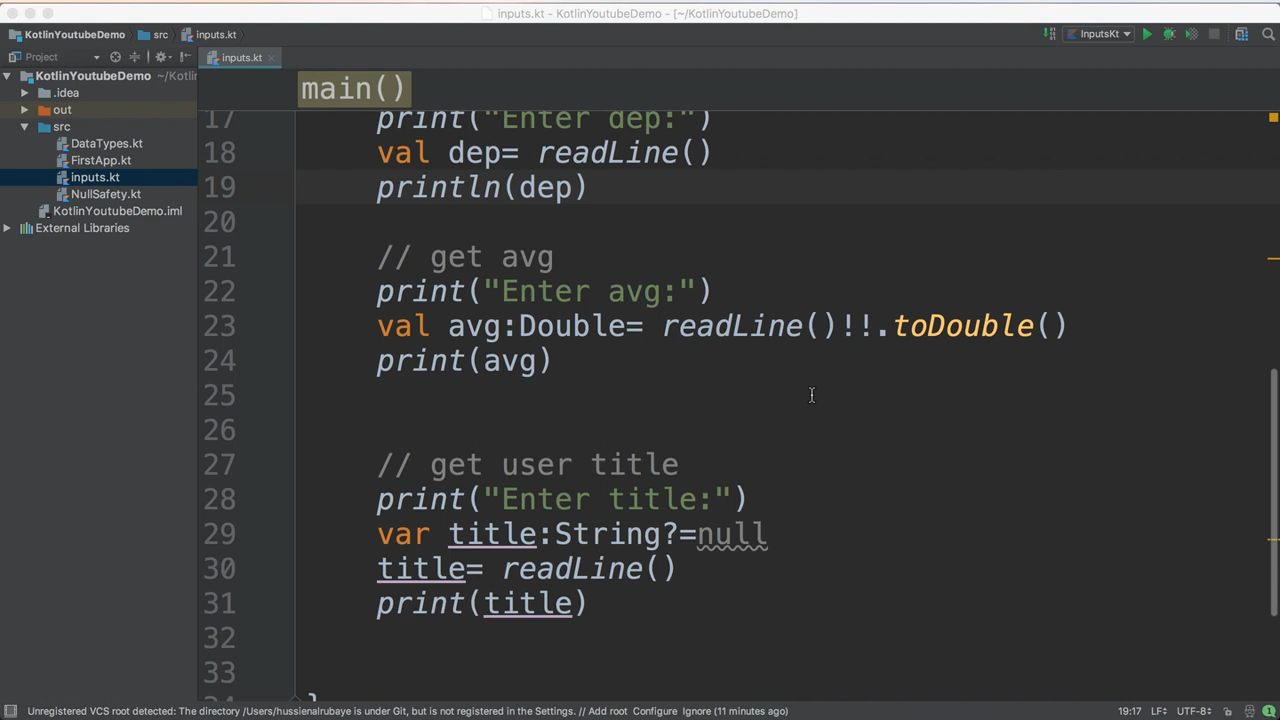 inputs.kt - KotlinYoutubeDemo - [~/KotlinYoutubeDemo]
KotlinYoutubeDemo src inputs.kt InputsKt
Project inputs.kt
KotlinYoutubeDemo ~/Kotlin
main()
.idea
out
src
DataTypes.kt
FirstApp.kt
inputs.kt
NullSafety.kt
KotlinYoutubeDemo.iml
External Libraries
17 print("Enter dep:")
18 val dep= readLine()
19 println(dep)
20
21 // get avg
22 print("Enter avg:")
23 val avg:Double= readLine()!!.toDouble()
24 print(avg)
25
26
27 // get user title
28 print("Enter title:")
29 var title:String?=null
30 title= readLine()
31 print(title)
32
33
}
Unregistered VCS root detected: The directory /Users/hussienalrubaye is under Git, but is not registered in the Settings. // Add root Configure Ignore (11 minutes ago) 19:17 LF÷ UTF-8÷ 1